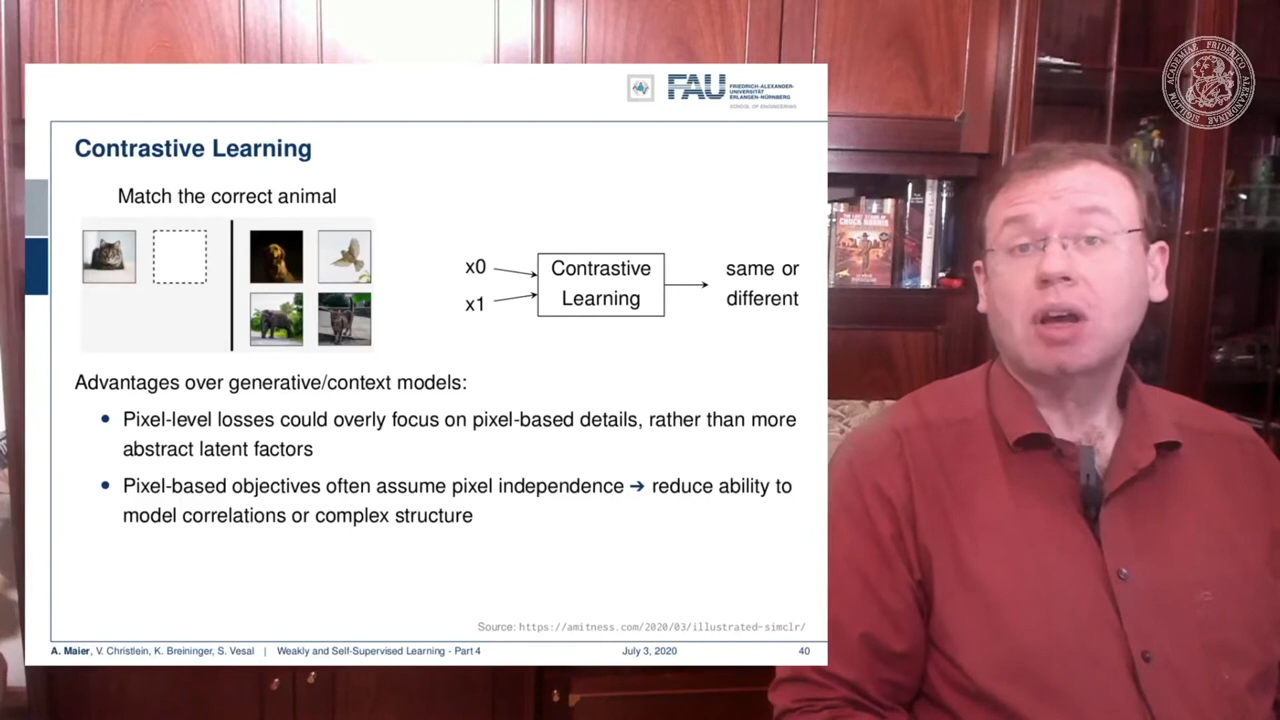 FAU
FRIEDRICH-ALEXANDER-
UNIVERSITÄT
ERLANGEN-NÜRNBERG
SCHOOL OF ENGINEERING
Contrastive Learning
Match the correct animal
x0
x1
Contrastive
Learning
same or
different
Advantages over generative/context models:
• Pixel-level losses could overly focus on pixel-based details, rather than more
abstract latent factors
• Pixel-based objectives often assume pixel independence → reduce ability to
model correlations or complex structure
Source: https://amitness.com/2020/03/illustrated-simclr/
A. Maier, V. Christlein, K. Breininger, S. Vesal | Weakly and Self-Supervised Learning - Part 4 July 3, 2020 40
CHUCK NORRIS